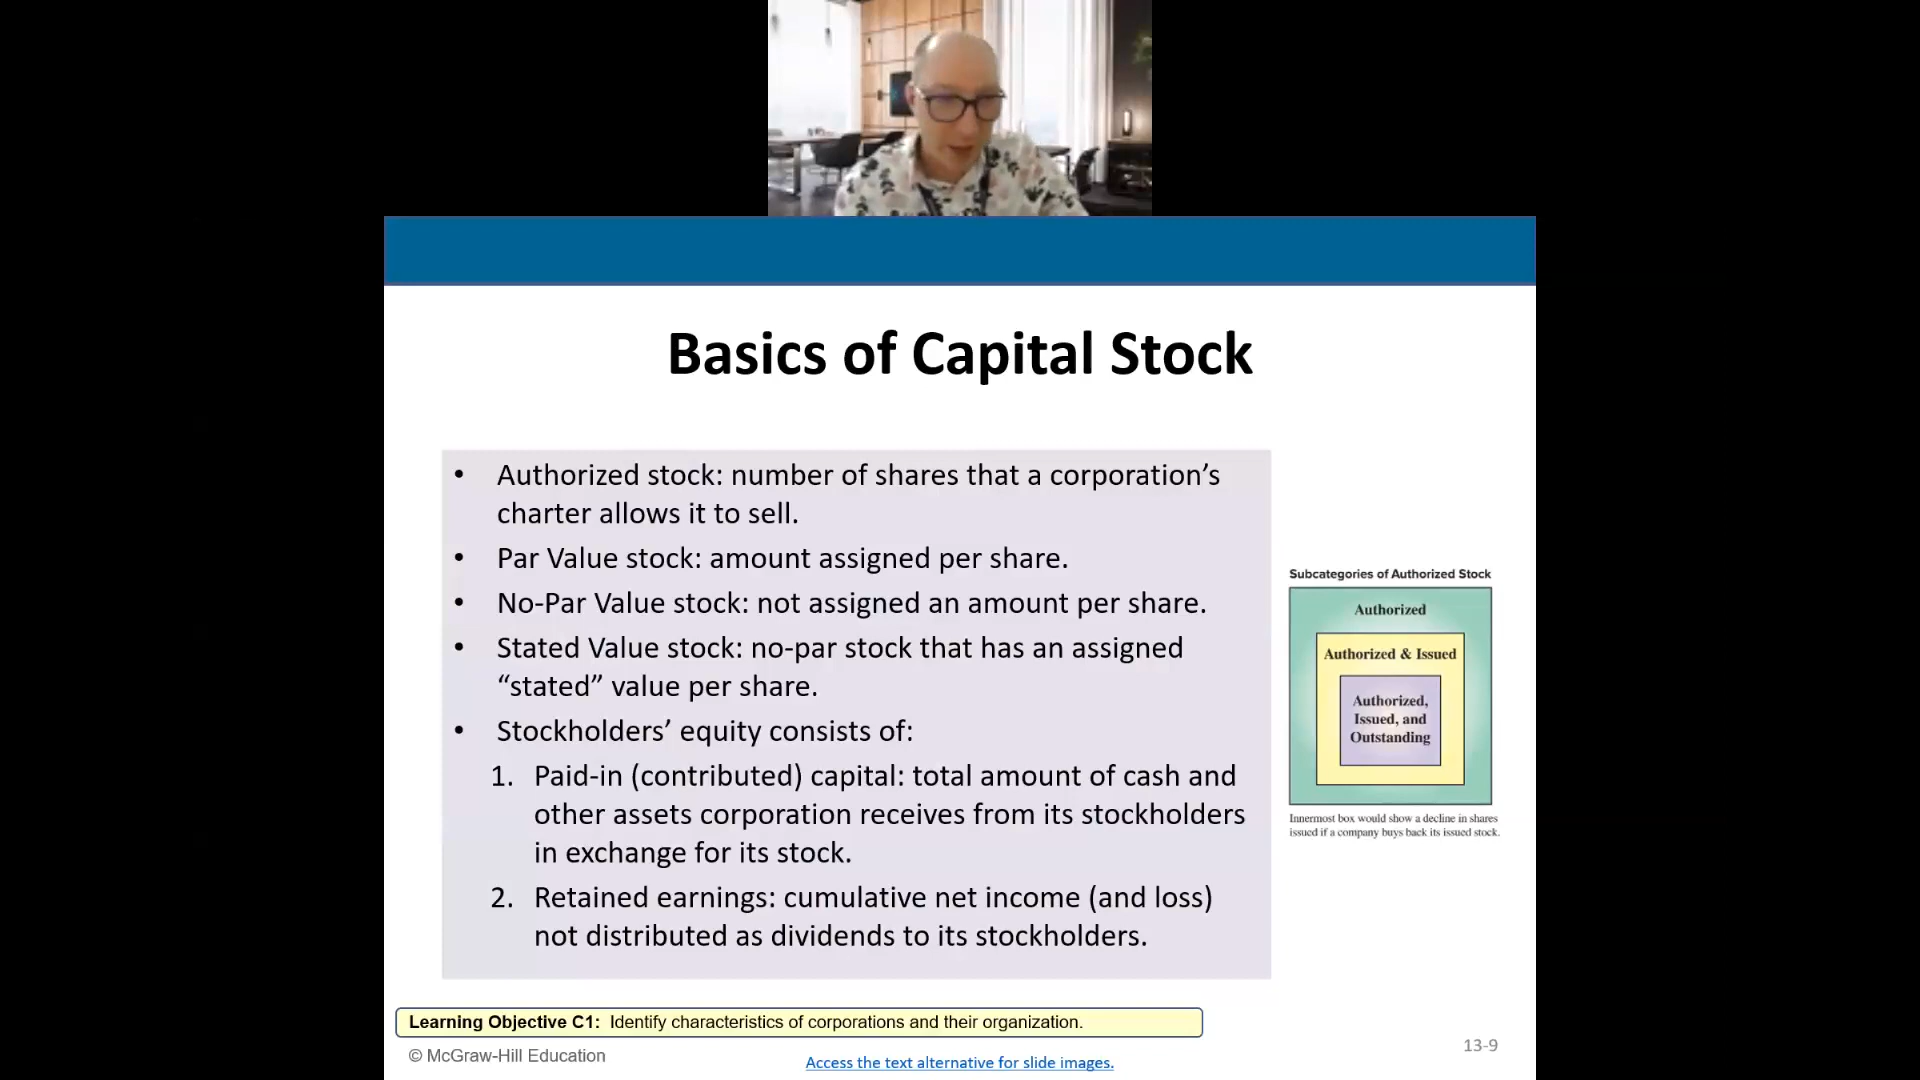 Basics of Capital Stock
• Authorized stock: number of shares that a corporation’s
charter allows it to sell.
• Par Value stock: amount assigned per share.
• No-Par Value stock: not assigned an amount per share.
• Stated Value stock: no-par stock that has an assigned
“stated” value per share.
• Stockholders’ equity consists of:
1. Paid-in (contributed) capital: total amount of cash and
other assets corporation receives from its stockholders
in exchange for its stock.
2. Retained earnings: cumulative net income (and loss)
not distributed as dividends to its stockholders.
Subcategories of Authorized Stock
Authorized
Authorized & Issued
Authorized,
Issued, and
Outstanding
Innermost box would show a decline in shares
issued if a company buys back its issued stock.
Learning Objective C1: Identify characteristics of corporations and their organization.
© McGraw-Hill Education
Access the text alternative for slide images.
13-9